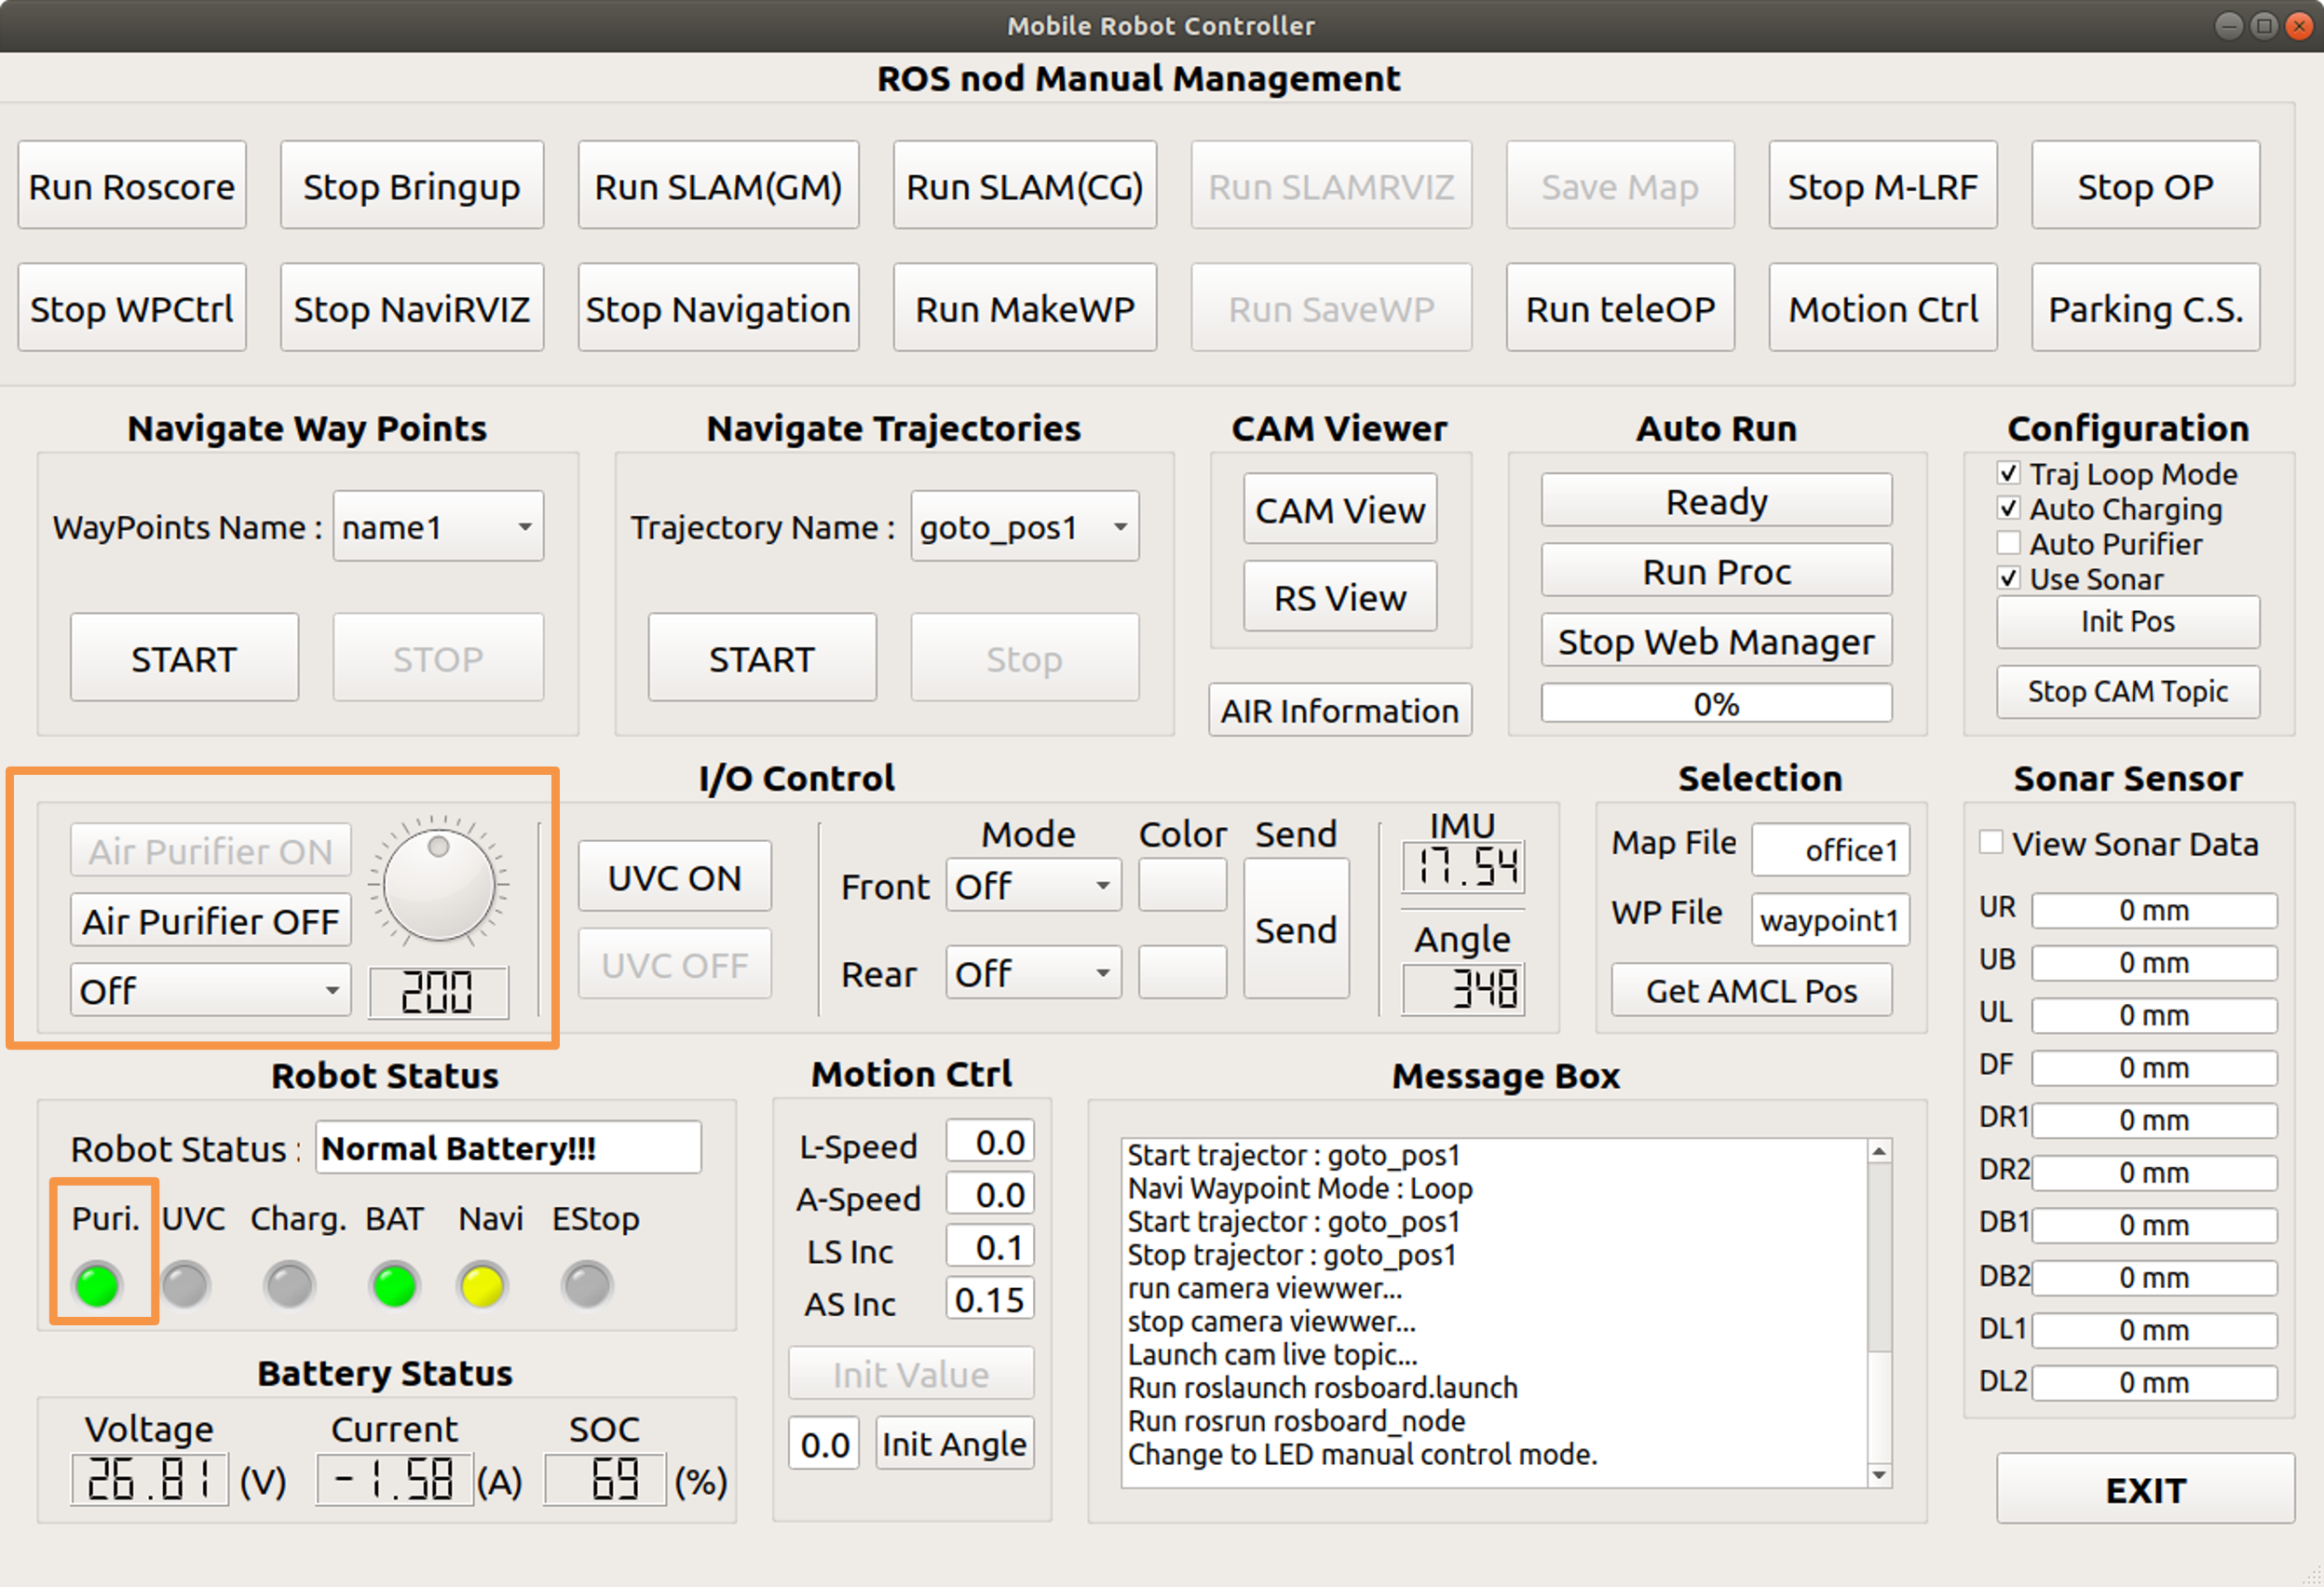 Mobile Robot Controller
ROS nod Manual Management
Run Roscore Stop Bringup Run SLAM(GM) Run SLAM(CG) Run SLAMRVIZ Save Map Stop M-LRF Stop OP
Stop WPCtrl Stop NaviRVIZ Stop Navigation Run MakeWP Run SaveWP Run teleOP Motion Ctrl Parking C.S.
Navigate Way Points
WayPoints Name : name1
START STOP
Navigate Trajectories
Trajectory Name : goto_pos1
START Stop
CAM Viewer
CAM View
RS View
AIR Information
Auto Run
Ready
Run Proc
Stop Web Manager
0%
Configuration
Traj Loop Mode
Auto Charging
Auto Purifier
Use Sonar
Init Pos
Stop CAM Topic
I/O Control
Air Purifier ON
Air Purifier OFF
Off 200
UVC ON
UVC OFF
Mode Color Send
Front Off
Send
Rear Off
IMU
17.54
Angle
348
Selection
Map File office1
WP File waypoint1
Get AMCL Pos
Sonar Sensor
View Sonar Data
UR 0 mm
UB 0 mm
UL 0 mm
DF 0 mm
DR1 0 mm
DR2 0 mm
DB1 0 mm
DB2 0 mm
DL1 0 mm
DL2 0 mm
EXIT
Robot Status
Robot Status : Normal Battery!!!
Puri. UVC Charg. BAT Navi EStop
Battery Status
Voltage Current SOC
26.81 (V) -1.58 (A) 69 (%)
Motion Ctrl
L-Speed 0.0
A-Speed 0.0
LS Inc 0.1
AS Inc 0.15
Init Value
0.0 Init Angle
Message Box
Start trajector : goto_pos1
Navi Waypoint Mode : Loop
Start trajector : goto_pos1
Stop trajector : goto_pos1
run camera viewwer...
stop camera viewwer...
Launch cam live topic...
Run roslaunch rosboard.launch
Run rosrun rosboard_node
Change to LED manual control mode.